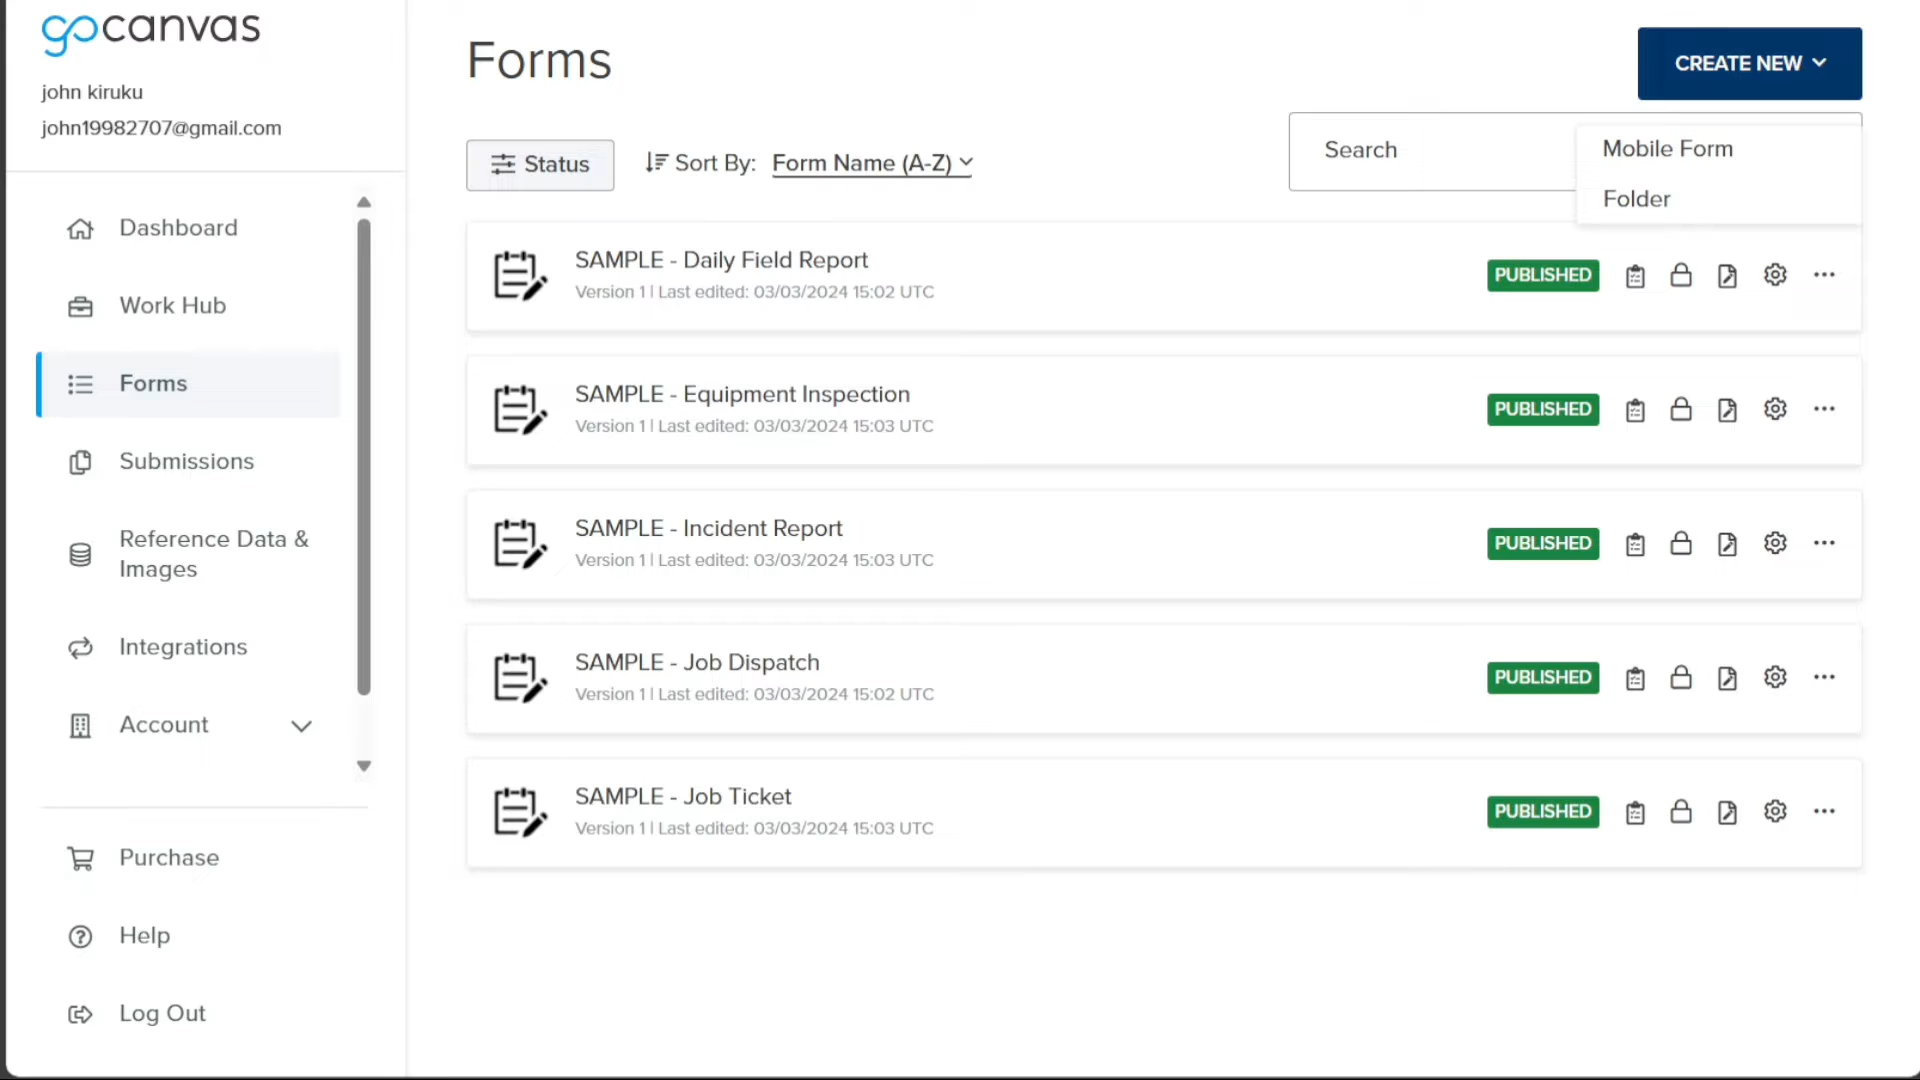 gocanvas
john kiruku
john19982707@gmail.com
Dashboard
Work Hub
Forms
Submissions
Reference Data &
Images
Integrations
Account
Purchase
Help
Log Out
Forms
CREATE NEW
Status
Sort By: Form Name (A-Z)
Search
Mobile Form
Folder
SAMPLE - Daily Field Report
Version 1 | Last edited: 03/03/2024 15:02 UTC
PUBLISHED
SAMPLE - Equipment Inspection
Version 1 | Last edited: 03/03/2024 15:03 UTC
PUBLISHED
SAMPLE - Incident Report
Version 1 | Last edited: 03/03/2024 15:03 UTC
PUBLISHED
SAMPLE - Job Dispatch
Version 1 | Last edited: 03/03/2024 15:02 UTC
PUBLISHED
SAMPLE - Job Ticket
Version 1 | Last edited: 03/03/2024 15:03 UTC
PUBLISHED